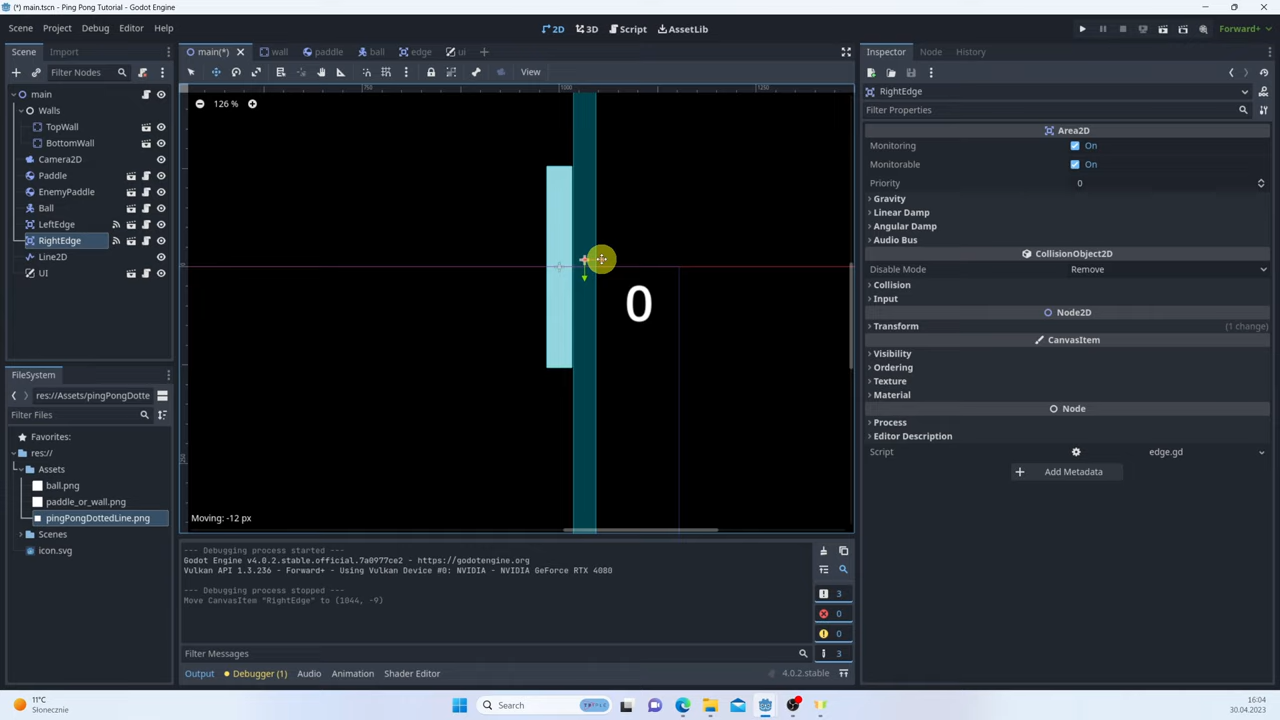 (*) main.tscn - Ping Pong Tutorial - Godot Engine
Scene Project Debug Editor Help
2D 3D Script AssetLib
Forward+
Scene Import
Filter Nodes
main
Walls
TopWall
BottomWall
Camera2D
Paddle
EnemyPaddle
Ball
LeftEdge
RightEdge
Line2D
UI
FileSystem
res://Assets/pingPongDotte
Filter Files
Favorites:
res://
Assets
ball.png
paddle_or_wall.png
pingPongDottedLine.png
Scenes
icon.svg
main(*) wall paddle ball edge ui
View
750 1000 1250
126 %
0
Moving: -12 px
--- Debugging process started ---
Godot Engine v4.0.2.stable.official.7a0977ce2 - https://godotengine.org
Vulkan API 1.3.236 - Forward+ - Using Vulkan Device #0: NVIDIA - NVIDIA GeForce RTX 4080
--- Debugging process stopped ---
Move CanvasItem "RightEdge" to (1044, -9)
3
0
0
3
Filter Messages
Output Debugger (1) Audio Animation Shader Editor 4.0.2.stable
Inspector Node History
RightEdge
Filter Properties
Area2D
Monitoring On
Monitorable On
Priority 0
Gravity
Linear Damp
Angular Damp
Audio Bus
CollisionObject2D
Disable Mode Remove
Collision
Input
Node2D
Transform (1 change)
CanvasItem
Visibility
Ordering
Texture
Material
Node
Process
Editor Description
Script edge.gd
Add Metadata
11°C
Słonecznie
Search
16:04
30.04.2023